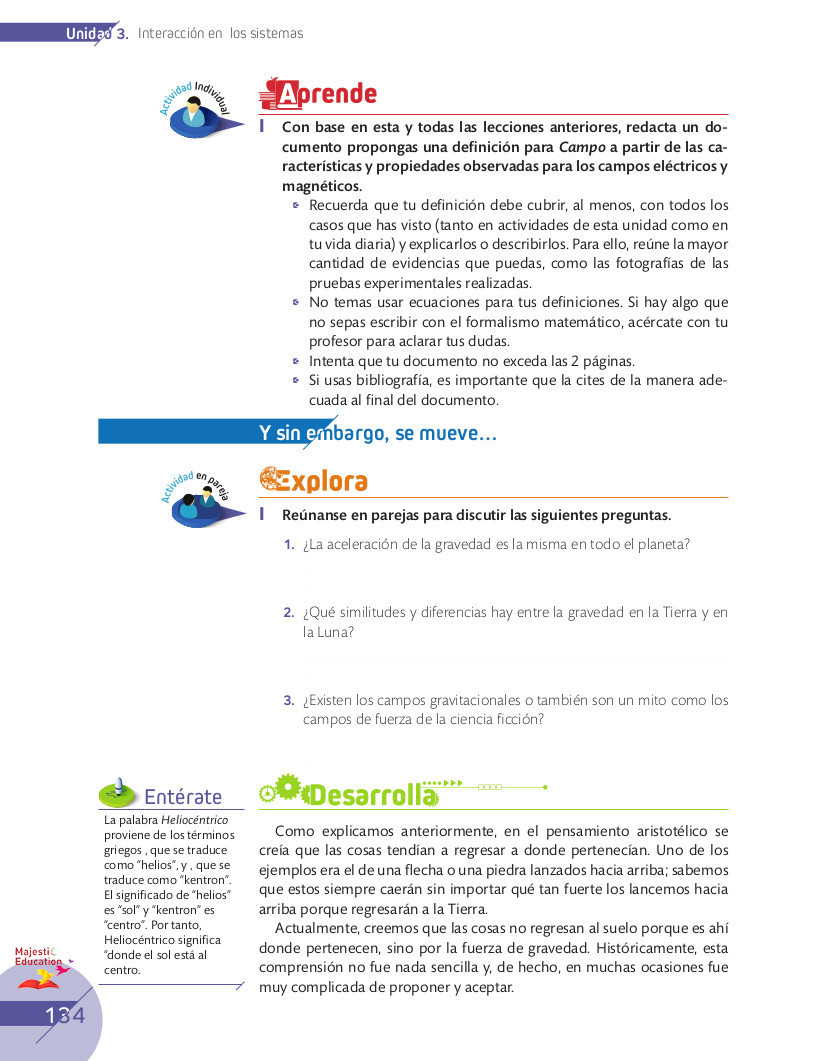 Unidad 3. Interacción en los sistemas
Actividad Individual
Aprende
I Con base en esta y todas las lecciones anteriores, redacta un do-
cumento propongas una definición para Campo a partir de las ca-
racterísticas y propiedades observadas para los campos eléctricos y
magnéticos.
Recuerda que tu definición debe cubrir, al menos, con todos los
casos que has visto (tanto en actividades de esta unidad como en
tu vida diaria) y explicarlos o describirlos. Para ello, reúne la mayor
cantidad de evidencias que puedas, como las fotografías de las
pruebas experimentales realizadas.
No temas usar ecuaciones para tus definiciones. Si hay algo que
no sepas escribir con el formalismo matemático, acércate con tu
profesor para aclarar tus dudas.
Intenta que tu documento no exceda las 2 páginas.
Si usas bibliografía, es importante que la cites de la manera ade-
cuada al final del documento.
Y sin embargo, se mueve...
Actividad en pareja
Explora
I Reúnanse en parejas para discutir las siguientes preguntas.
1. ¿La aceleración de la gravedad es la misma en todo el planeta?
2. ¿Qué similitudes y diferencias hay entre la gravedad en la Tierra y en
la Luna?
3. ¿Existen los campos gravitacionales o también son un mito como los
campos de fuerza de la ciencia ficción?
Entérate
La palabra Heliocéntrico
proviene de los términos
griegos , que se traduce
como “helios”, y , que se
traduce como “kentron”.
El significado de “helios”
es “sol” y “kentron” es
“centro”. Por tanto,
Heliocéntrico significa
“donde el sol está al
centro.
Desarrolla
Como explicamos anteriormente, en el pensamiento aristotélico se
creía que las cosas tendían a regresar a donde pertenecían. Uno de los
ejemplos era el de una flecha o una piedra lanzados hacia arriba; sabemos
que estos siempre caerán sin importar qué tan fuerte los lancemos hacia
arriba porque regresarán a la Tierra.
Actualmente, creemos que las cosas no regresan al suelo porque es ahí
donde pertenecen, sino por la fuerza de gravedad. Históricamente, esta
comprensión no fue nada sencilla y, de hecho, en muchas ocasiones fue
muy complicada de proponer y aceptar.
Majestic
Education
134